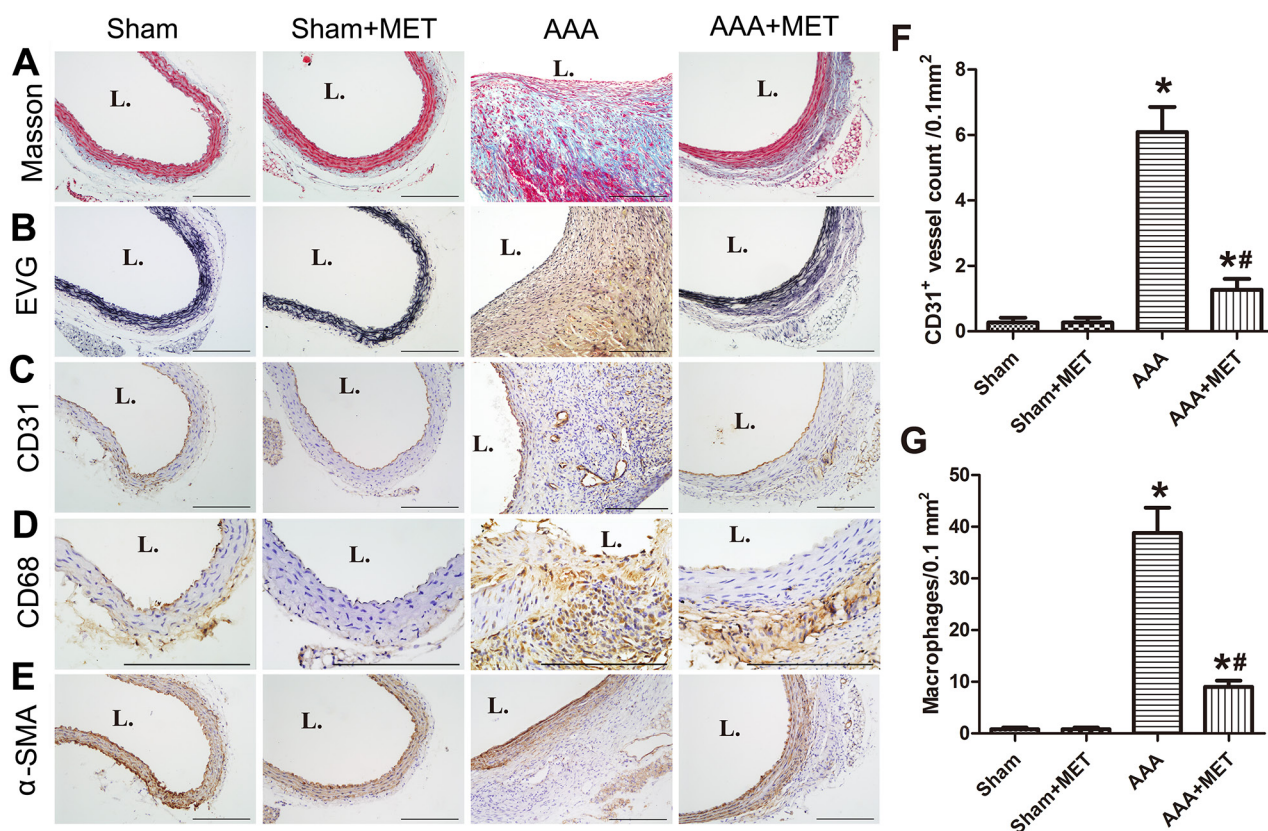 Sham Sham+MET AAA AAA+MET
A Masson L. L. L. L.
B EVG L. L. L. L.
C CD31 L. L. L. L.
D CD68 L. L. L. L.
E α-SMA L. L. L. L.
F
CD31⁺ vessel count /0.1mm²
8
6
4
2
0
*
*#
Sham Sham+MET AAA AAA+MET
G
Macrophages/0.1 mm²
50
40
30
20
10
0
*
*#
Sham Sham+MET AAA AAA+MET